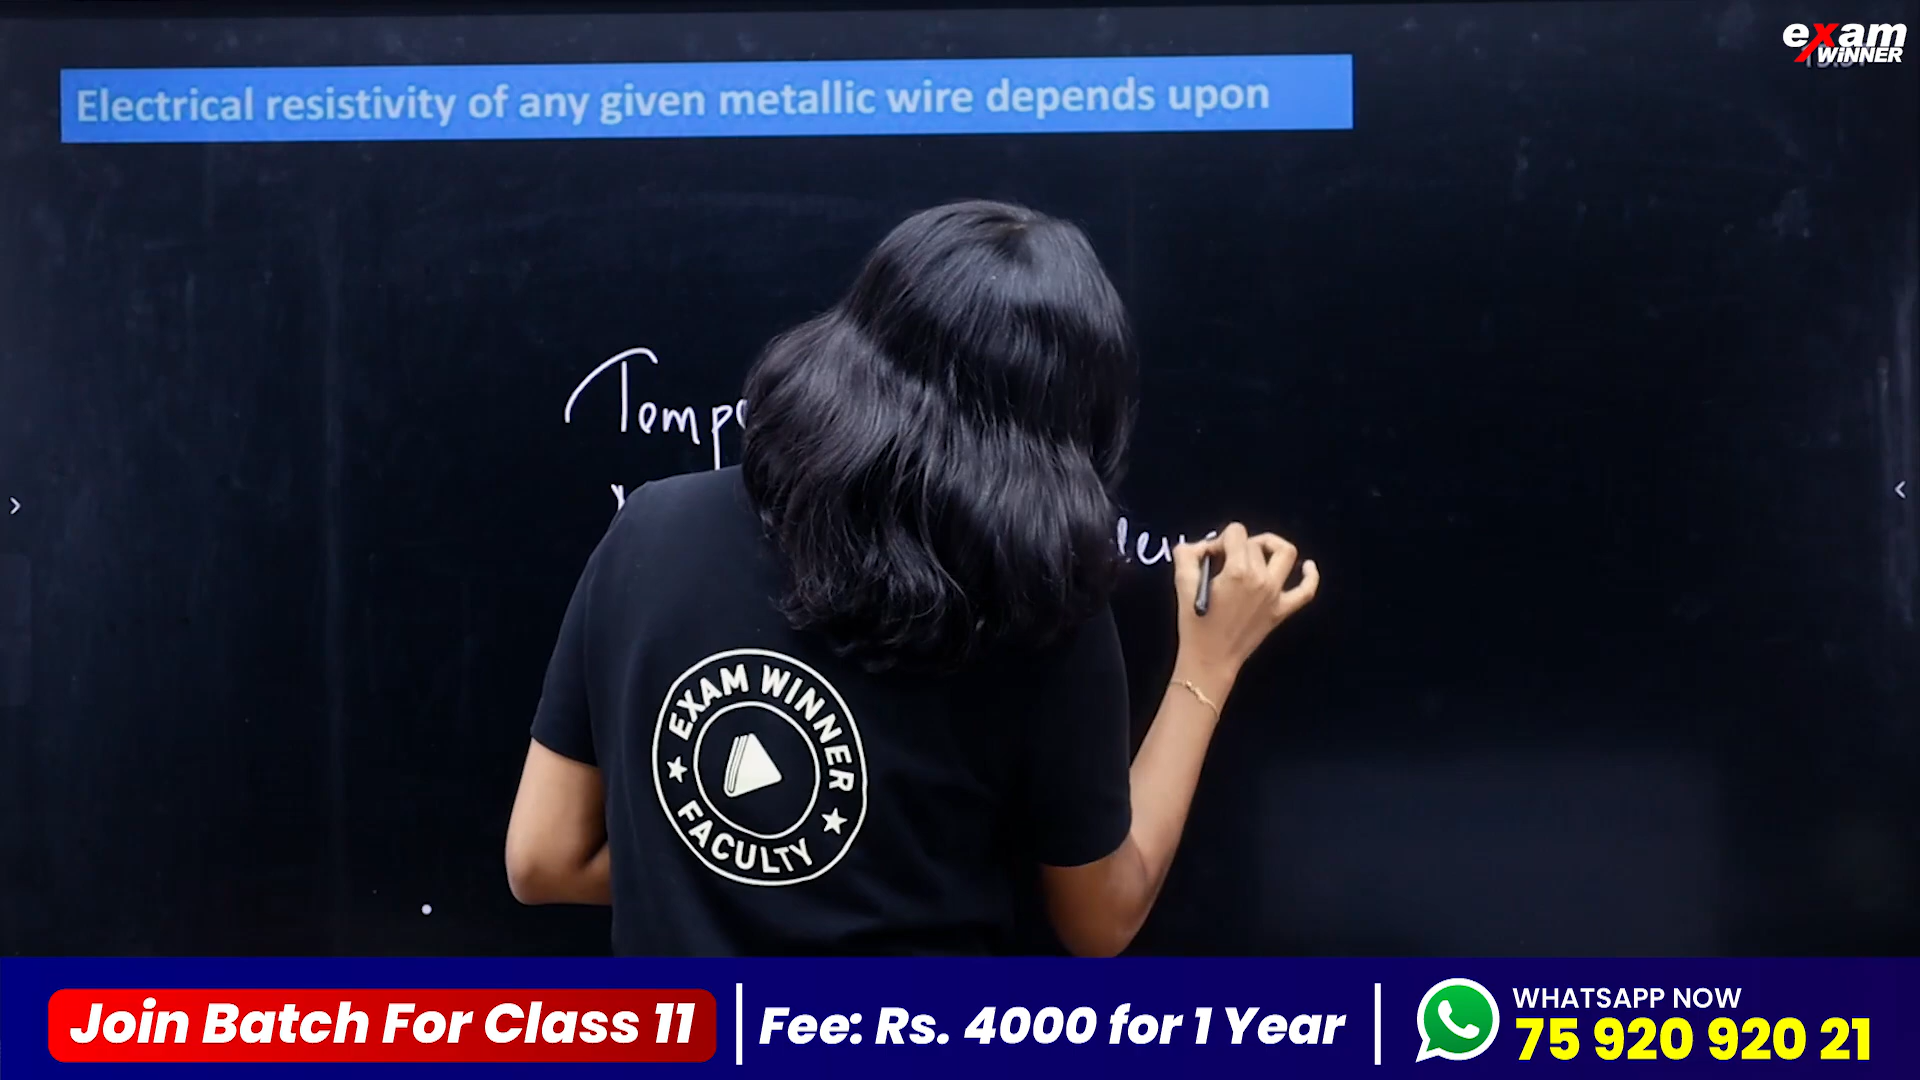 exam
WINNER
Electrical resistivity of any given metallic wire depends upon
Tempe
EXAM WINNER
FACULTY
Join Batch For Class 11
Fee: Rs. 4000 for 1 Year
WHATSAPP NOW
75 920 920 21